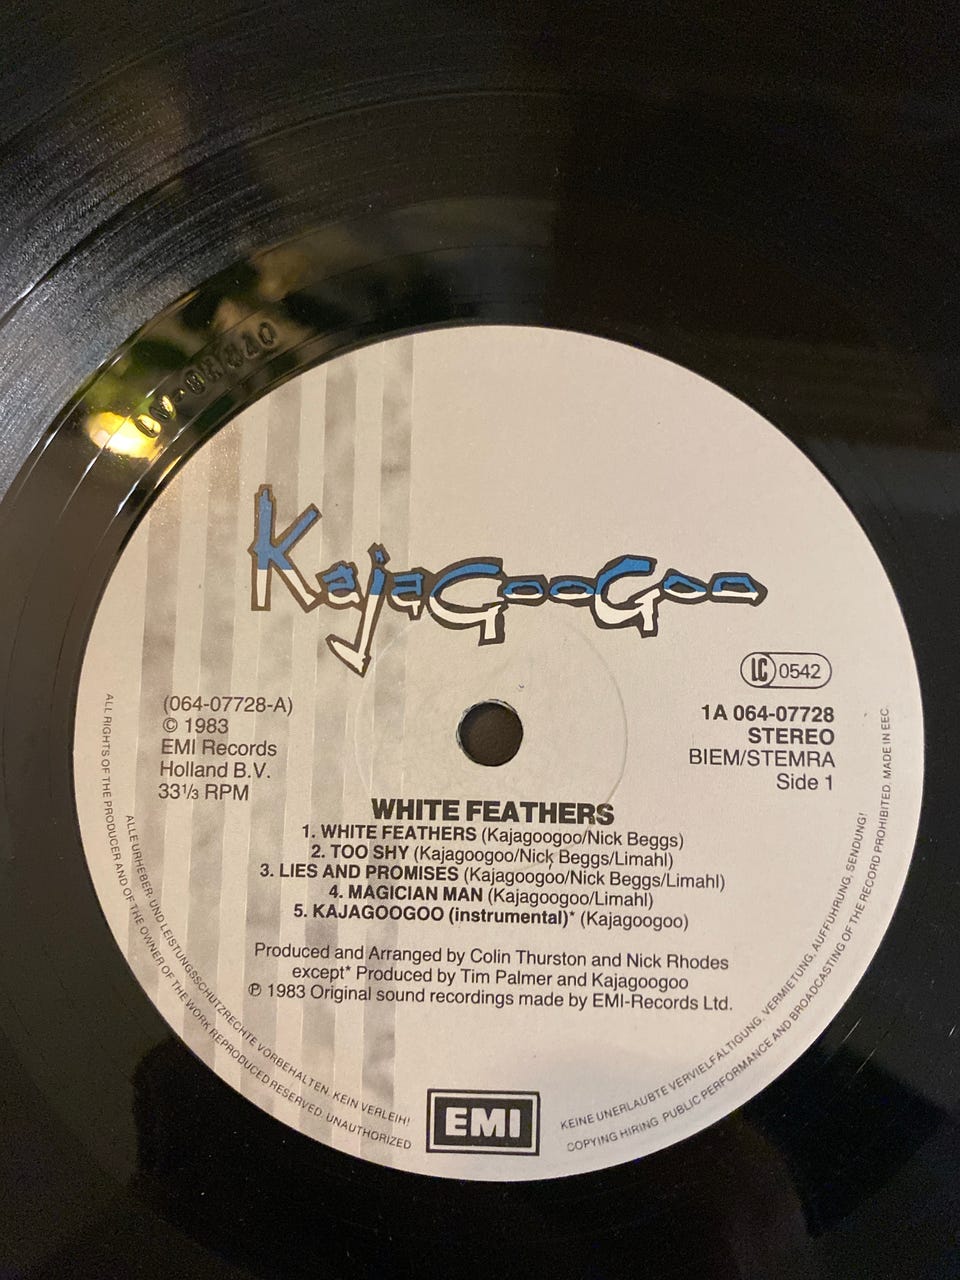 KajaGooGoo
LC 0542
(064-07728-A)
© 1983
EMI Records
Holland B.V.
33 1/3 RPM
1A 064-07728
STEREO
BIEM/STEMRA
Side 1
WHITE FEATHERS
1. WHITE FEATHERS (Kajagoogoo/Nick Beggs)
2. TOO SHY (Kajagoogoo/Nick Beggs/Limahl)
3. LIES AND PROMISES (Kajagoogoo/Nick Beggs/Limahl)
4. MAGICIAN MAN (Kajagoogoo/Limahl)
5. KAJAGOOGOO (instrumental)* (Kajagoogoo)
Produced and Arranged by Colin Thurston and Nick Rhodes
except* Produced by Tim Palmer and Kajagoogoo
℗ 1983 Original sound recordings made by EMI-Records Ltd.
ALLE URHEBER- UND LEISTUNGSSCHUTZRECHTE VORBEHALTEN. KEIN VERLEIH!
KEINE UNERLAUBTE VERVIELFÄLTIGUNG, VERMIETUNG, AUFFÜHRUNG, SENDUNG!
ALL RIGHTS OF THE PRODUCER AND OF THE OWNER OF THE WORK REPRODUCED RESERVED. UNAUTHORIZED
COPYING HIRING, PUBLIC PERFORMANCE AND BROADCASTING OF THE RECORD PROHIBITED. MADE IN EEC.
EMI